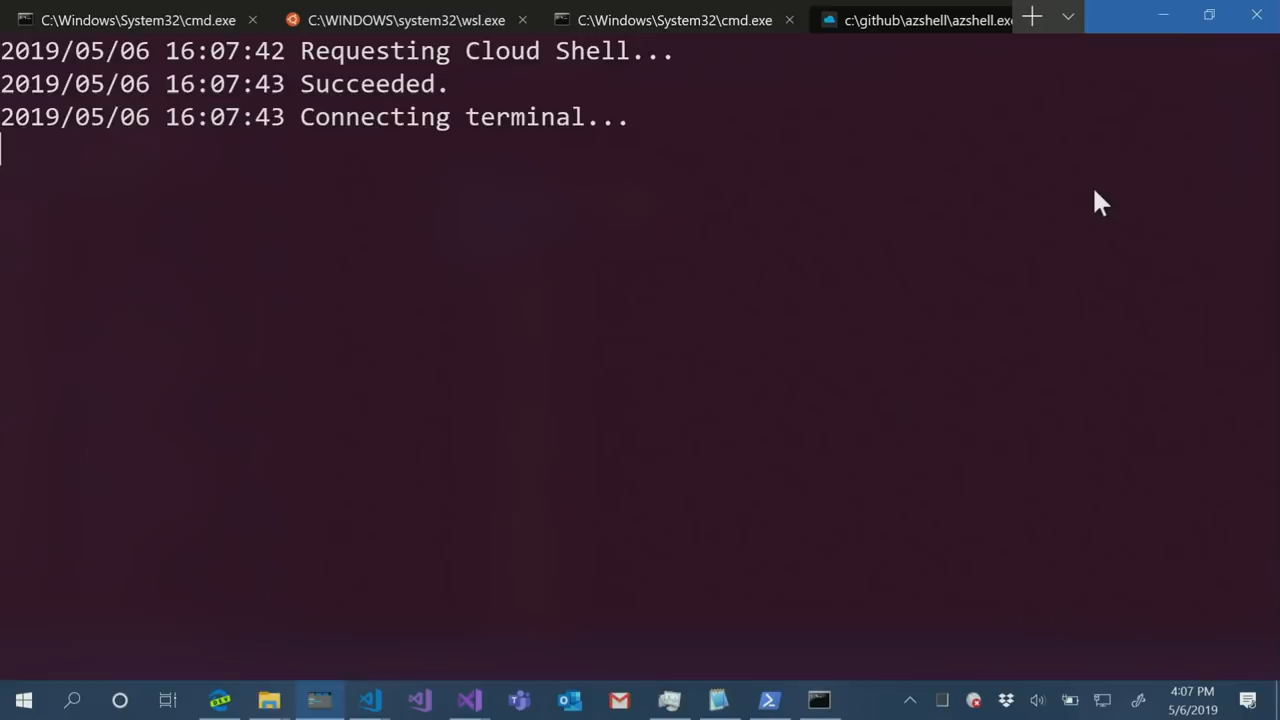 C:\Windows\System32\cmd.exe
C:\WINDOWS\system32\wsl.exe
C:\Windows\System32\cmd.exe
c:\github\azshell\azshell.exe
2019/05/06 16:07:42 Requesting Cloud Shell...
2019/05/06 16:07:43 Succeeded.
2019/05/06 16:07:43 Connecting terminal...
4:07 PM
5/6/2019